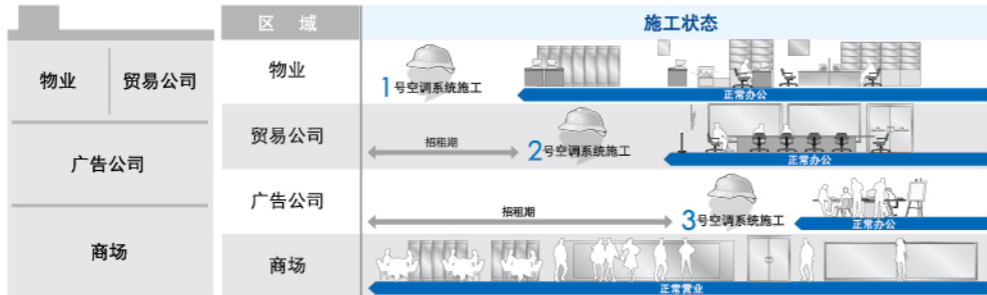 区 域
施工状态
物业
贸易公司
广告公司
商场
物业
1号空调系统施工
正常办公
贸易公司
招租期
2号空调系统施工
正常办公
广告公司
招租期
3号空调系统施工
正常办公
商场
正常营业